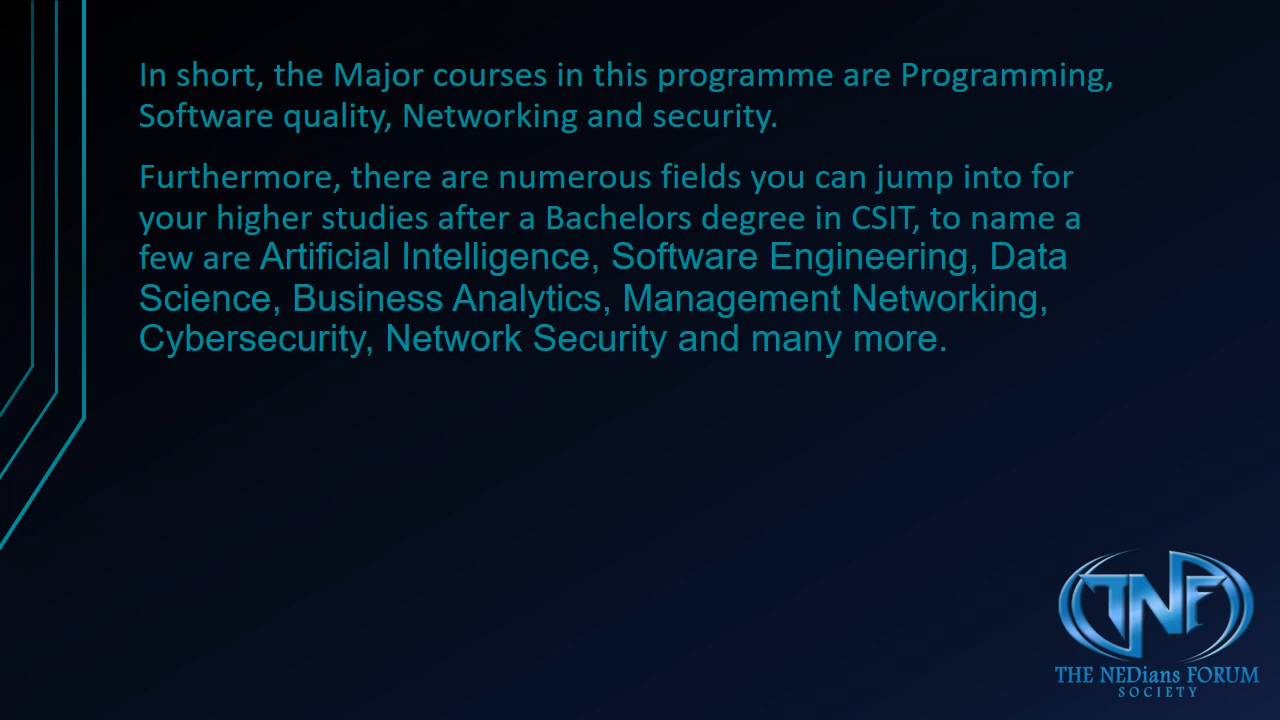 In short, the Major courses in this programme are Programming,
Software quality, Networking and security.
Furthermore, there are numerous fields you can jump into for
your higher studies after a Bachelors degree in CSIT, to name a
few are Artificial Intelligence, Software Engineering, Data
Science, Business Analytics, Management Networking,
Cybersecurity, Network Security and many more.
TNF
THE NEDians FORUM
SOCIETY